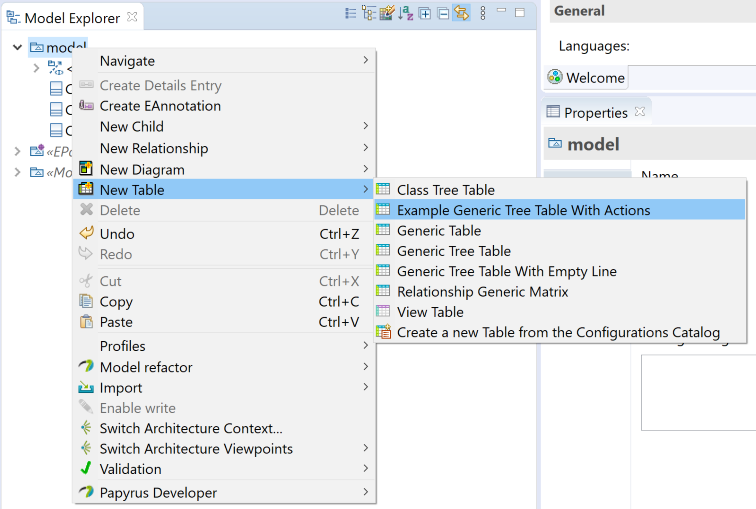 Model Explorer
General
Languages:
Welcome
Properties
model
Name
model
<
C
C
C
«EPa
«Mo
Navigate
Create Details Entry
Create EAnnotation
New Child
New Relationship
New Diagram
New Table
Delete Delete
Undo Ctrl+Z
Redo Ctrl+Y
Cut Ctrl+X
Copy Ctrl+C
Paste Ctrl+V
Profiles
Model refactor
Import
Enable write
Switch Architecture Context...
Switch Architecture Viewpoints
Validation
Papyrus Developer
Class Tree Table
Example Generic Tree Table With Actions
Generic Table
Generic Tree Table
Generic Tree Table With Empty Line
Relationship Generic Matrix
View Table
Create a new Table from the Configurations Catalog